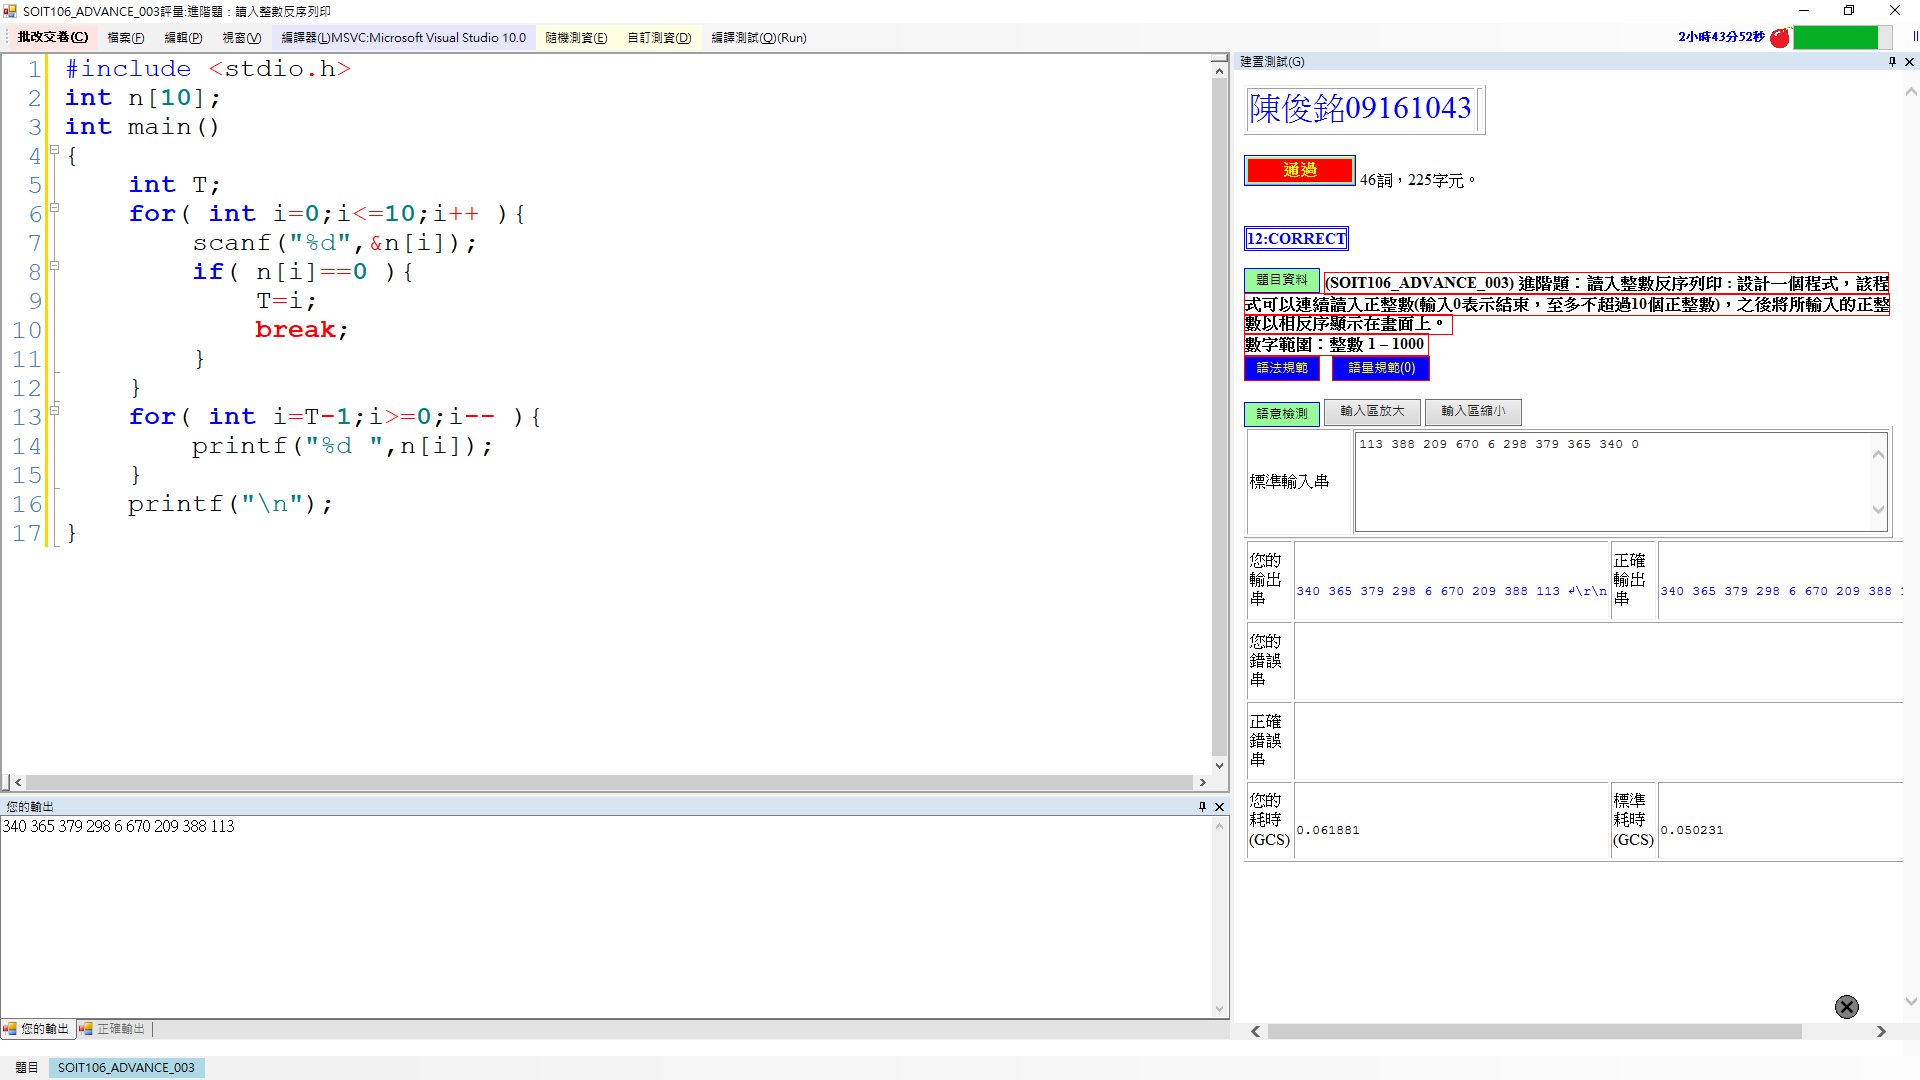 SOIT106_ADVANCE_003評量:進階題：讀入整數反序列印
批改交卷(C) 檔案(F) 編輯(P) 視窗(V) 編譯器(L)MSVC:Microsoft Visual Studio 10.0 隨機測資(E) 自訂測資(D) 編譯測試(Q)(Run) 2小時43分52秒
1 #include <stdio.h>
2 int n[10];
3 int main()
4 {
5 int T;
6 for( int i=0;i<=10;i++ ){
7 scanf("%d",&n[i]);
8 if( n[i]==0 ){
9 T=i;
10 break;
11 }
12 }
13 for( int i=T-1;i>=0;i-- ){
14 printf("%d ",n[i]);
15 }
16 printf("\n");
17 }
您的輸出
340 365 379 298 6 670 209 388 113
您的輸出 正確輸出
題目 SOIT106_ADVANCE_003
建置測試(G)
陳俊銘09161043
通過 46詞，225字元。
12:CORRECT
題目資料 (SOIT106_ADVANCE_003) 進階題：讀入整數反序列印：設計一個程式，該程
式可以連續讀入正整數(輸入0表示結束，至多不超過10個正整數)，之後將所輸入的正整
數以相反序顯示在畫面上。
數字範圍：整數 1 – 1000
語法規範 語量規範(0)
語意檢測 輸入區放大 輸入區縮小
標準輸入串 113 388 209 670 6 298 379 365 340 0
您的輸出串 340 365 379 298 6 670 209 388 113 ↲\r\n 正確輸出串 340 365 379 298 6 670 209 388
您的錯誤串
正確錯誤串
您的耗時(GCS) 0.061881 標準耗時(GCS) 0.050231